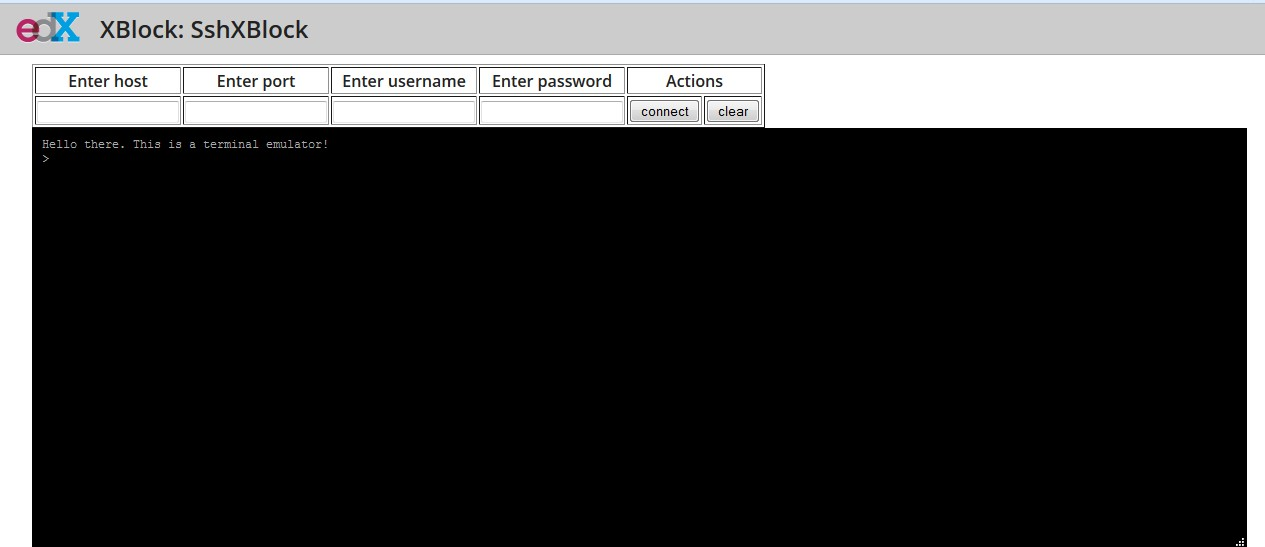 edX XBlock: SshXBlock
Enter host Enter port Enter username Enter password Actions
connect clear
Hello there. This is a terminal emulator!
>